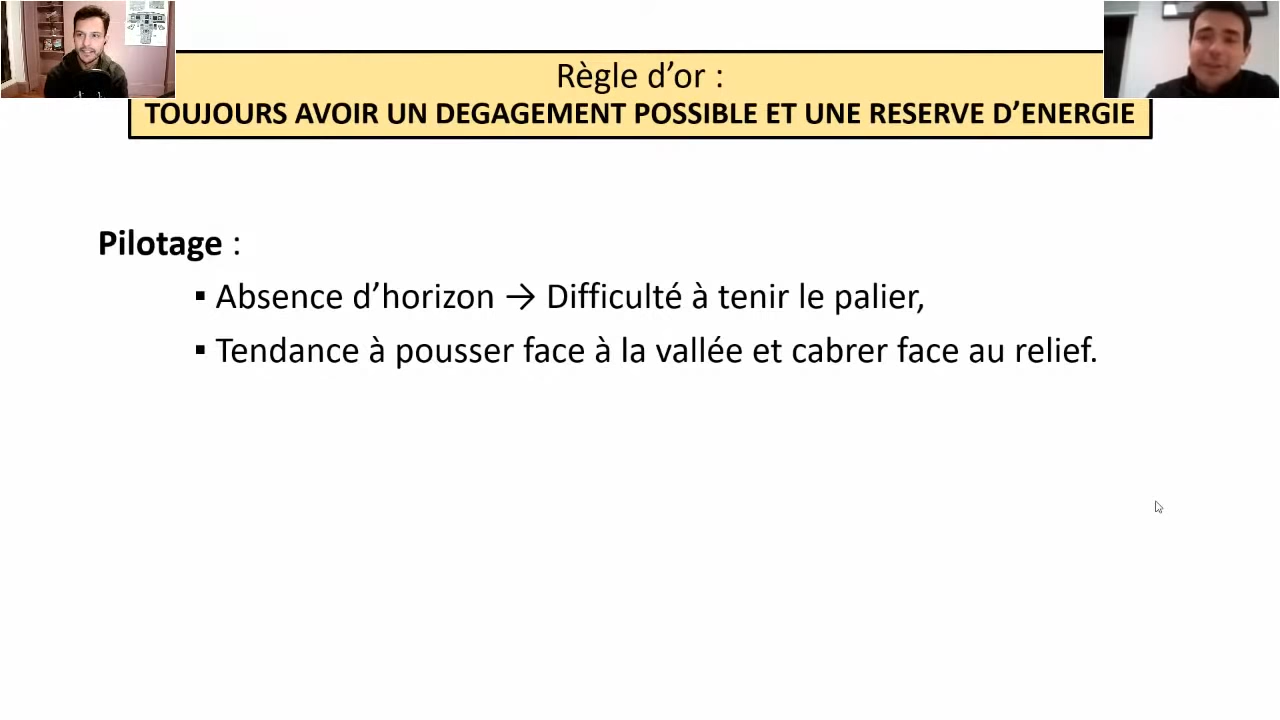 Règle d’or :
TOUJOURS AVOIR UN DEGAGEMENT POSSIBLE ET UNE RESERVE D’ENERGIE
Pilotage :
▪ Absence d’horizon → Difficulté à tenir le palier,
▪ Tendance à pousser face à la vallée et cabrer face au relief.